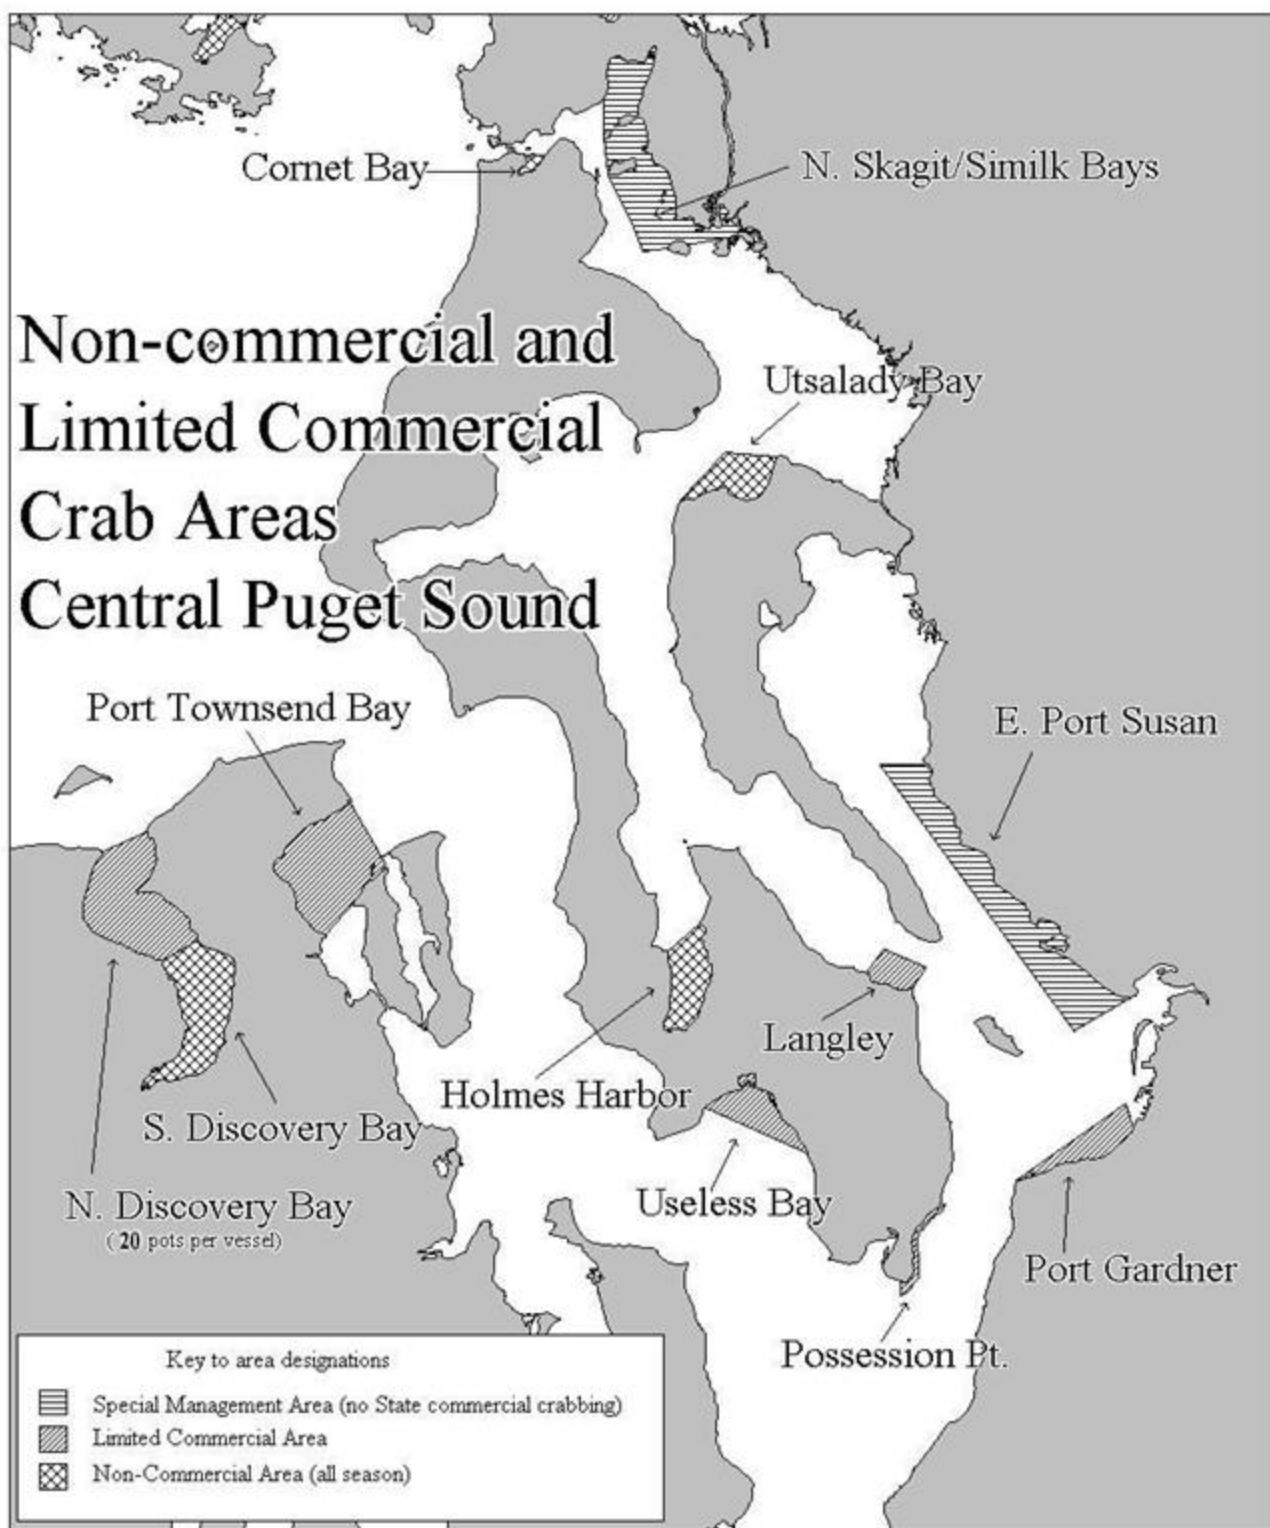 Cornet Bay
N. Skagit/Similk Bays
Non-commercial and
Limited Commercial
Crab Areas
Central Puget Sound
Utsalady Bay
Port Townsend Bay
E. Port Susan
Langley
Holmes Harbor
S. Discovery Bay
N. Discovery Bay
( 20 pots per vessel)
Useless Bay
Port Gardner
Possession Pt.
Key to area designations
Special Management Area (no State commercial crabbing)
Limited Commercial Area
Non-Commercial Area (all season)